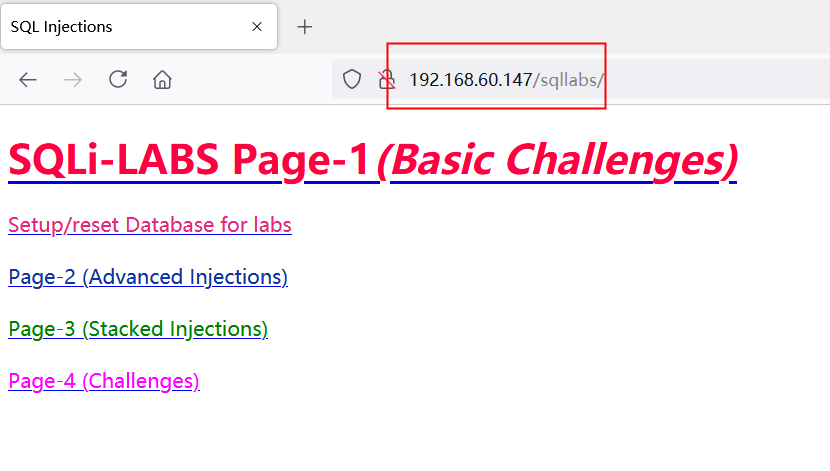 SQL Injections
192.168.60.147/sqllabs/
SQLi-LABS Page-1(Basic Challenges)
Setup/reset Database for labs
Page-2 (Advanced Injections)
Page-3 (Stacked Injections)
Page-4 (Challenges)